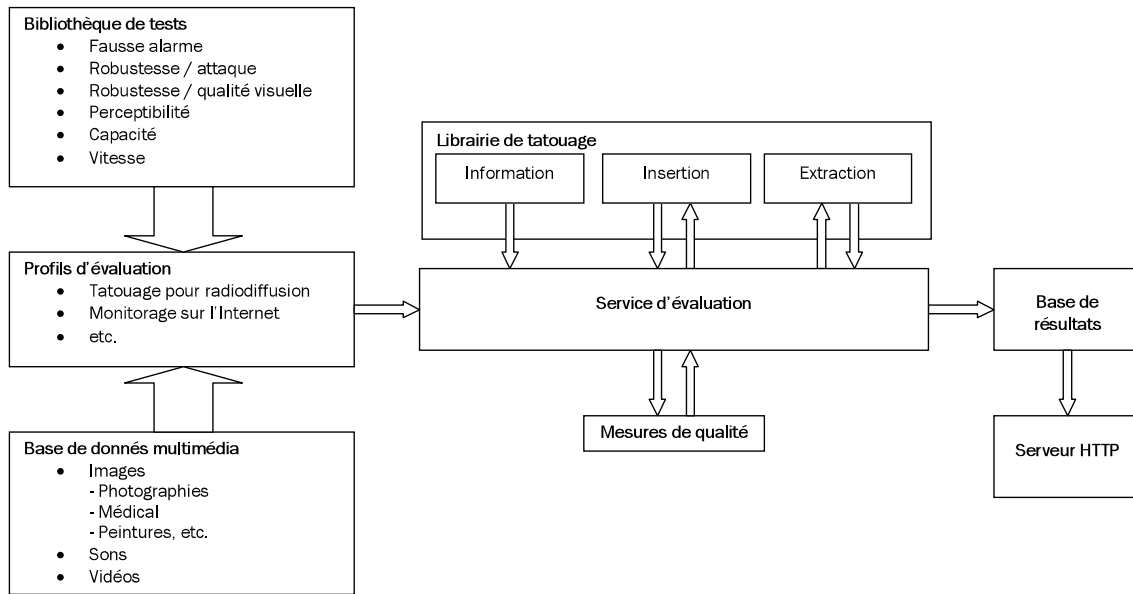 Bibliothèque de tests
• Fausse alarme
• Robustesse / attaque
• Robustesse / qualité visuelle
• Perceptibilité
• Capacité
• Vitesse
Profils d'évaluation
• Tatouage pour radiodiffusion
• Monitorage sur l'Internet
• etc.
Base de donnés multimédia
• Images
- Photographies
- Médical
- Peintures, etc.
• Sons
• Vidéos
Librairie de tatouage
Information
Insertion
Extraction
Service d'évaluation
Mesures de qualité
Base de
résultats
Serveur HTTP